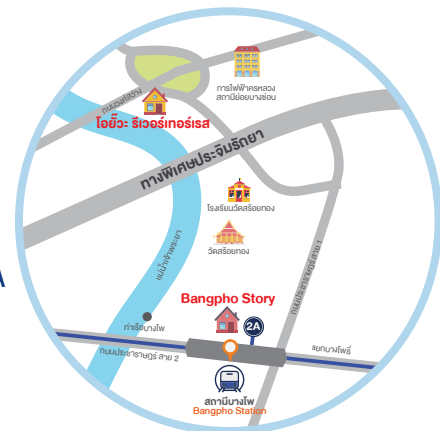 ถนนวงศ์สว่าง
การไฟฟ้านครหลวง
สถานีย่อยบางซ่อน
โอยั๊วะ ริเวอร์เทอร์เรส
ทางพิเศษประจิมรัถยา
โรงเรียนวัดสร้อยทอง
วัดสร้อยทอง
แม่น้ำเจ้าพระยา
ถนนประชาราษฎร์ สาย 1
A
Bangpho Story
2A
ท่าเรือบางโพ
ถนนประชาราษฎร์ สาย 2
แยกบางโพธิ์
สถานีบางโพ
Bangpho Station